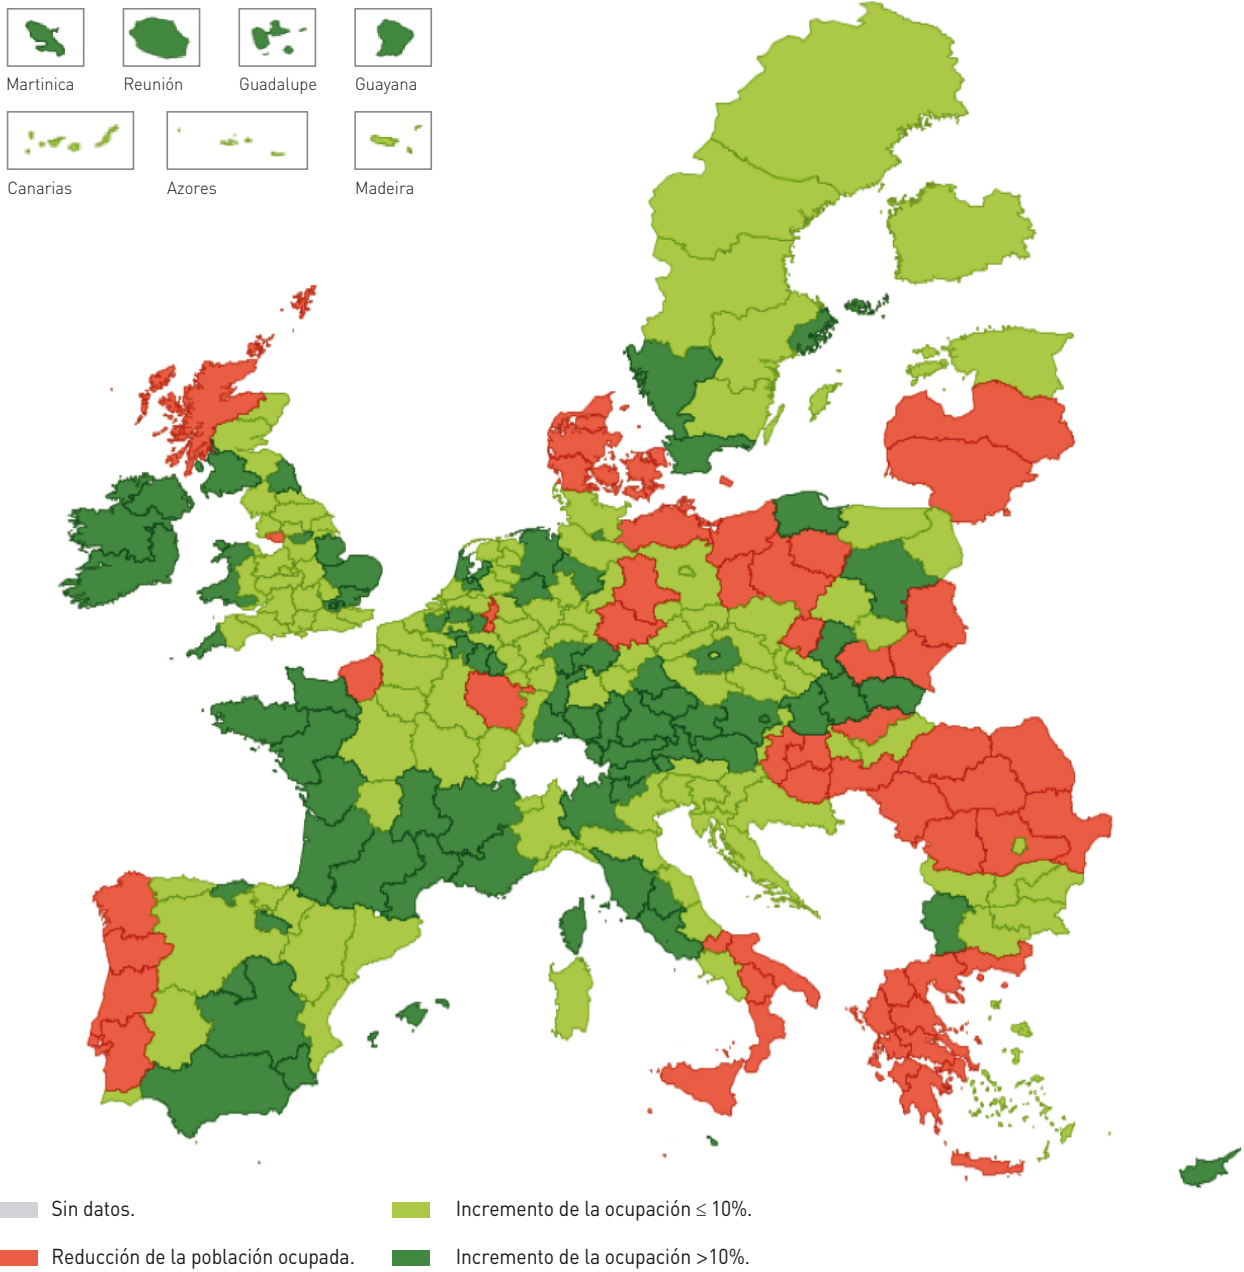 Martinica
Reunión
Guadalupe
Guayana
Canarias
Azores
Madeira
Sin datos.
Incremento de la ocupación ≤ 10%.
Reducción de la población ocupada.
Incremento de la ocupación >10%.